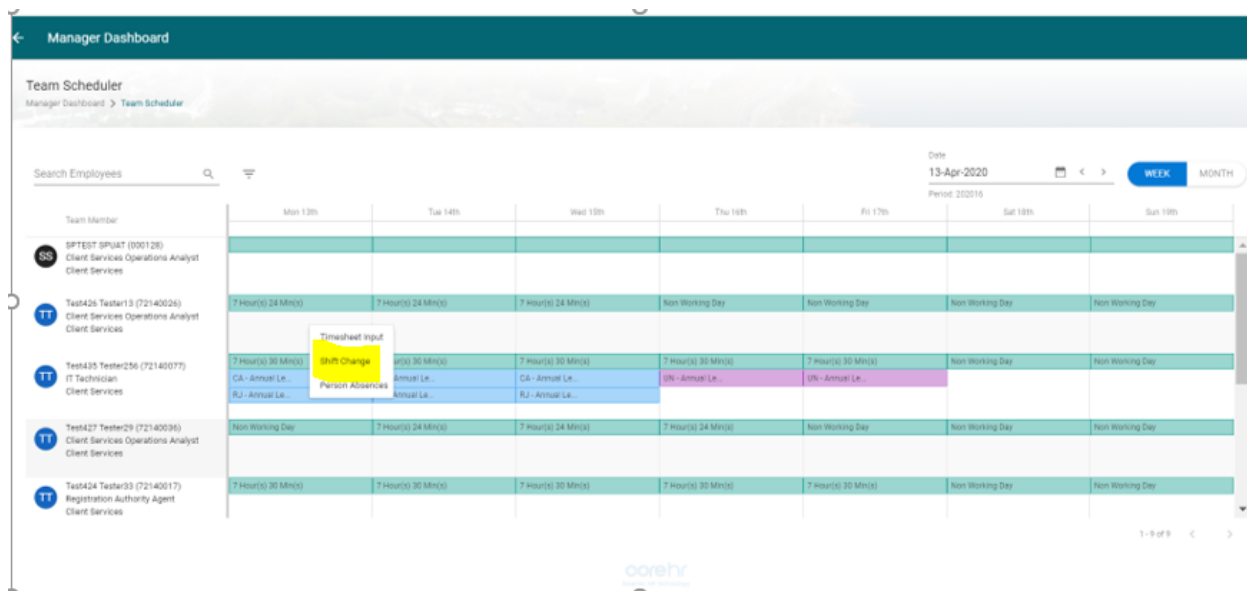 Manager Dashboard
Team Scheduler
Manager Dashboard > Team Scheduler
Search Employees
Date
13-Apr-2020
WEEK
MONTH
Period: 202016
Team Member
Mon 13th
Tue 14th
Wed 15th
Thu 16th
Fri 17th
Sat 18th
Sun 19th
SS
SPTEST SPUAT (000128)
Client Services Operations Analyst
Client Services
TT
Test426 Tester13 (72140026)
Client Services Operations Analyst
Client Services
7 Hour(s) 24 Min(s)
7 Hour(s) 24 Min(s)
7 Hour(s) 24 Min(s)
Non Working Day
Non Working Day
Non Working Day
Non Working Day
Timesheet Input
Shift Change
Person Absences
TT
Test435 Tester256 (72140077)
IT Technician
Client Services
7 Hour(s) 30 Min(s)
ur(s) 30 Min(s)
7 Hour(s) 30 Min(s)
7 Hour(s) 30 Min(s)
7 Hour(s) 30 Min(s)
Non Working Day
Non Working Day
CA - Annual Le...
Annual Le...
CA - Annual Le...
UN - Annual Le...
UN - Annual Le...
RJ - Annual Le...
Annual Le...
RJ - Annual Le...
TT
Test427 Tester29 (72140036)
Client Services Operations Analyst
Client Services
Non Working Day
7 Hour(s) 24 Min(s)
7 Hour(s) 24 Min(s)
7 Hour(s) 24 Min(s)
Non Working Day
Non Working Day
Non Working Day
TT
Test424 Tester33 (72140017)
Registration Authority Agent
Client Services
7 Hour(s) 30 Min(s)
7 Hour(s) 30 Min(s)
7 Hour(s) 30 Min(s)
7 Hour(s) 30 Min(s)
7 Hour(s) 30 Min(s)
Non Working Day
Non Working Day
1 - 9 of 9
corehr